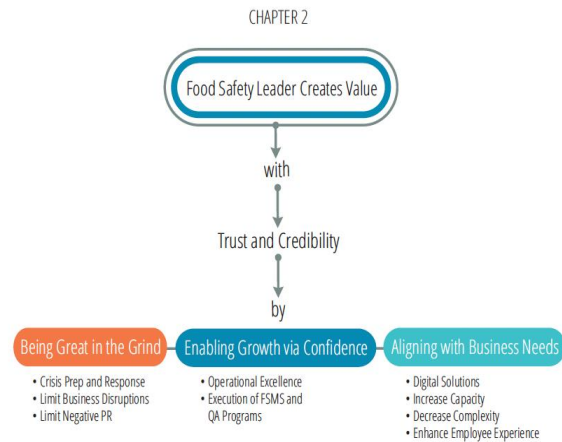 CHAPTER 2
Food Safety Leader Creates Value
with
Trust and Credibility
by
Being Great in the Grind
• Crisis Prep and Response
• Limit Business Disruptions
• Limit Negative PR
Enabling Growth via Confidence
• Operational Excellence
• Execution of FSMS and
QA Programs
Aligning with Business Needs
• Digital Solutions
• Increase Capacity
• Decrease Complexity
• Enhance Employee Experience